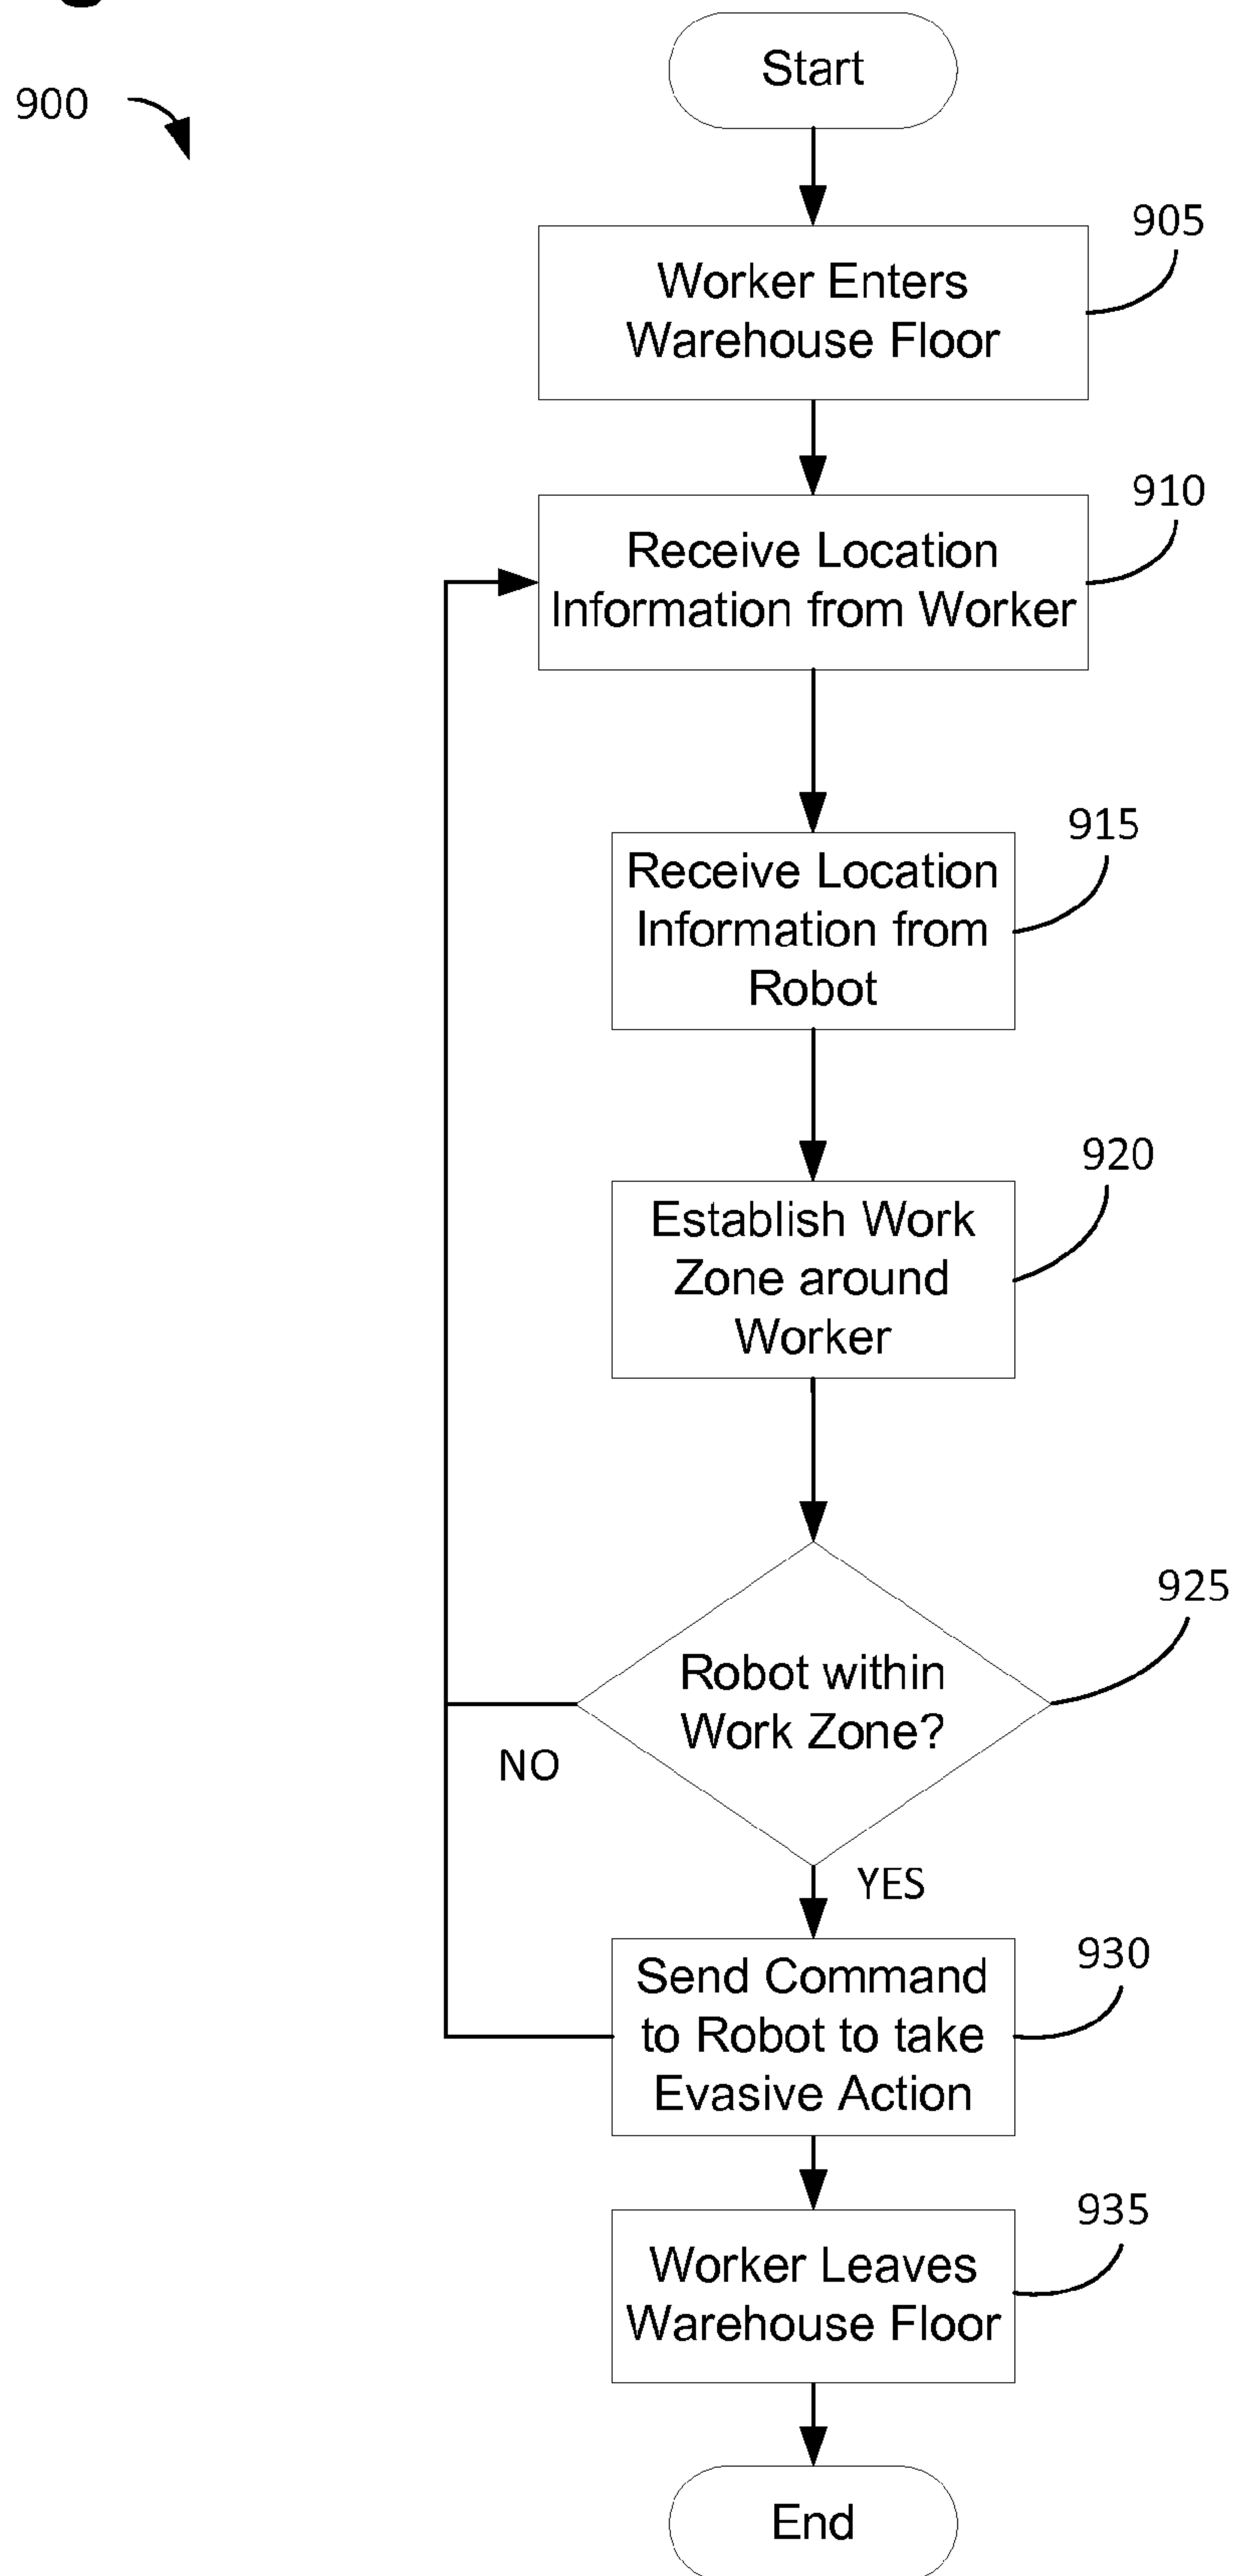 Start
900
905
Worker Enters
Warehouse Floor
910
Receive Location
Information from Worker
915
Receive Location
Information from
Robot
920
Establish Work
Zone around
Worker
925
Robot within
Work Zone?
NO
YES
930
Send Command
to Robot to take
Evasive Action
935
Worker Leaves
Warehouse Floor
End